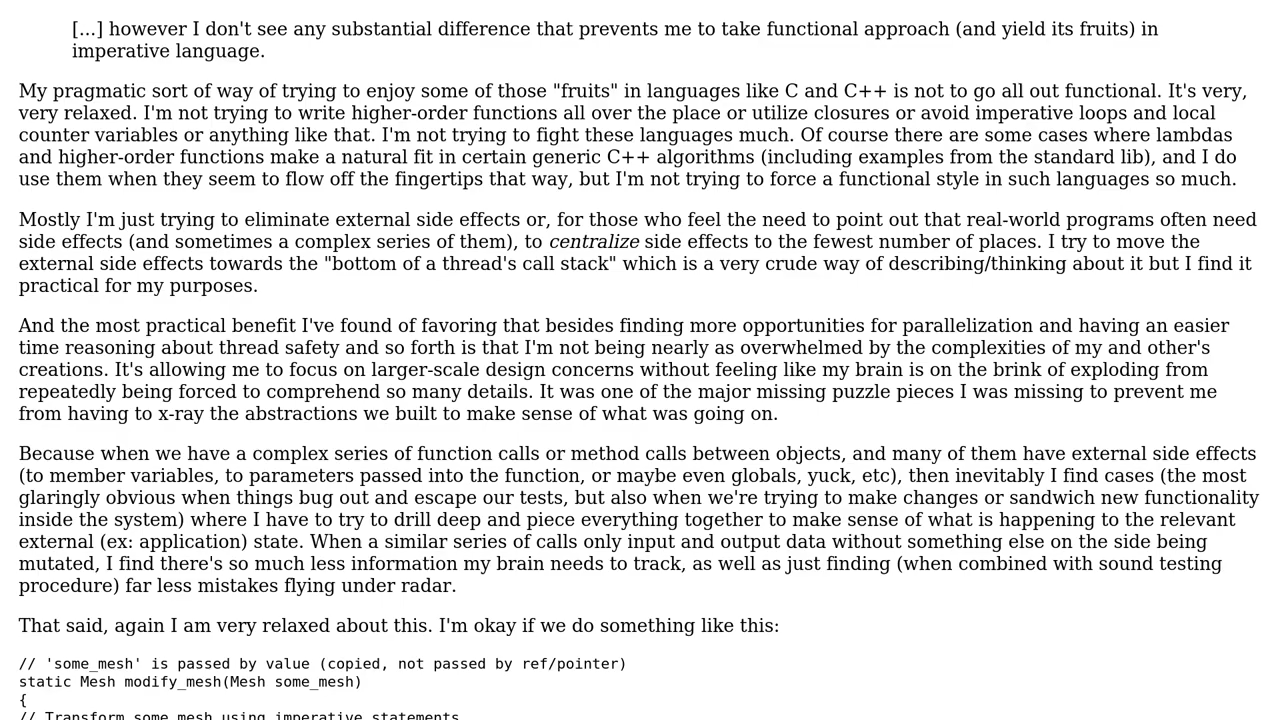 [...] however I don't see any substantial difference that prevents me to take functional approach (and yield its fruits) in
imperative language.
My pragmatic sort of way of trying to enjoy some of those "fruits" in languages like C and C++ is not to go all out functional. It's very,
very relaxed. I'm not trying to write higher-order functions all over the place or utilize closures or avoid imperative loops and local
counter variables or anything like that. I'm not trying to fight these languages much. Of course there are some cases where lambdas
and higher-order functions make a natural fit in certain generic C++ algorithms (including examples from the standard lib), and I do
use them when they seem to flow off the fingertips that way, but I'm not trying to force a functional style in such languages so much.
Mostly I'm just trying to eliminate external side effects or, for those who feel the need to point out that real-world programs often need
side effects (and sometimes a complex series of them), to centralize side effects to the fewest number of places. I try to move the
external side effects towards the "bottom of a thread's call stack" which is a very crude way of describing/thinking about it but I find it
practical for my purposes.
And the most practical benefit I've found of favoring that besides finding more opportunities for parallelization and having an easier
time reasoning about thread safety and so forth is that I'm not being nearly as overwhelmed by the complexities of my and other's
creations. It's allowing me to focus on larger-scale design concerns without feeling like my brain is on the brink of exploding from
repeatedly being forced to comprehend so many details. It was one of the major missing puzzle pieces I was missing to prevent me
from having to x-ray the abstractions we built to make sense of what was going on.
Because when we have a complex series of function calls or method calls between objects, and many of them have external side effects
(to member variables, to parameters passed into the function, or maybe even globals, yuck, etc), then inevitably I find cases (the most
glaringly obvious when things bug out and escape our tests, but also when we're trying to make changes or sandwich new functionality
inside the system) where I have to try to drill deep and piece everything together to make sense of what is happening to the relevant
external (ex: application) state. When a similar series of calls only input and output data without something else on the side being
mutated, I find there's so much less information my brain needs to track, as well as just finding (when combined with sound testing
procedure) far less mistakes flying under radar.
That said, again I am very relaxed about this. I'm okay if we do something like this:
// 'some_mesh' is passed by value (copied, not passed by ref/pointer)
static Mesh modify_mesh(Mesh some_mesh)
{
// Transform some mesh using imperative statements